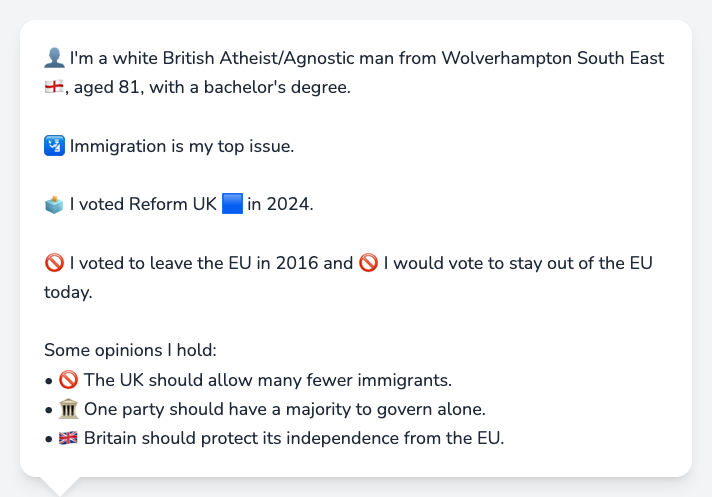 👤 I'm a white British Atheist/Agnostic man from Wolverhampton South East
🏴󠁧󠁢󠁥󠁮󠁧󠁿, aged 81, with a bachelor's degree.
🛂 Immigration is my top issue.
🗳️ I voted Reform UK 🟦 in 2024.
🚫 I voted to leave the EU in 2016 and 🚫 I would vote to stay out of the EU
today.
Some opinions I hold:
• 🚫 The UK should allow many fewer immigrants.
• 🏛️ One party should have a majority to govern alone.
• 🇬🇧 Britain should protect its independence from the EU.